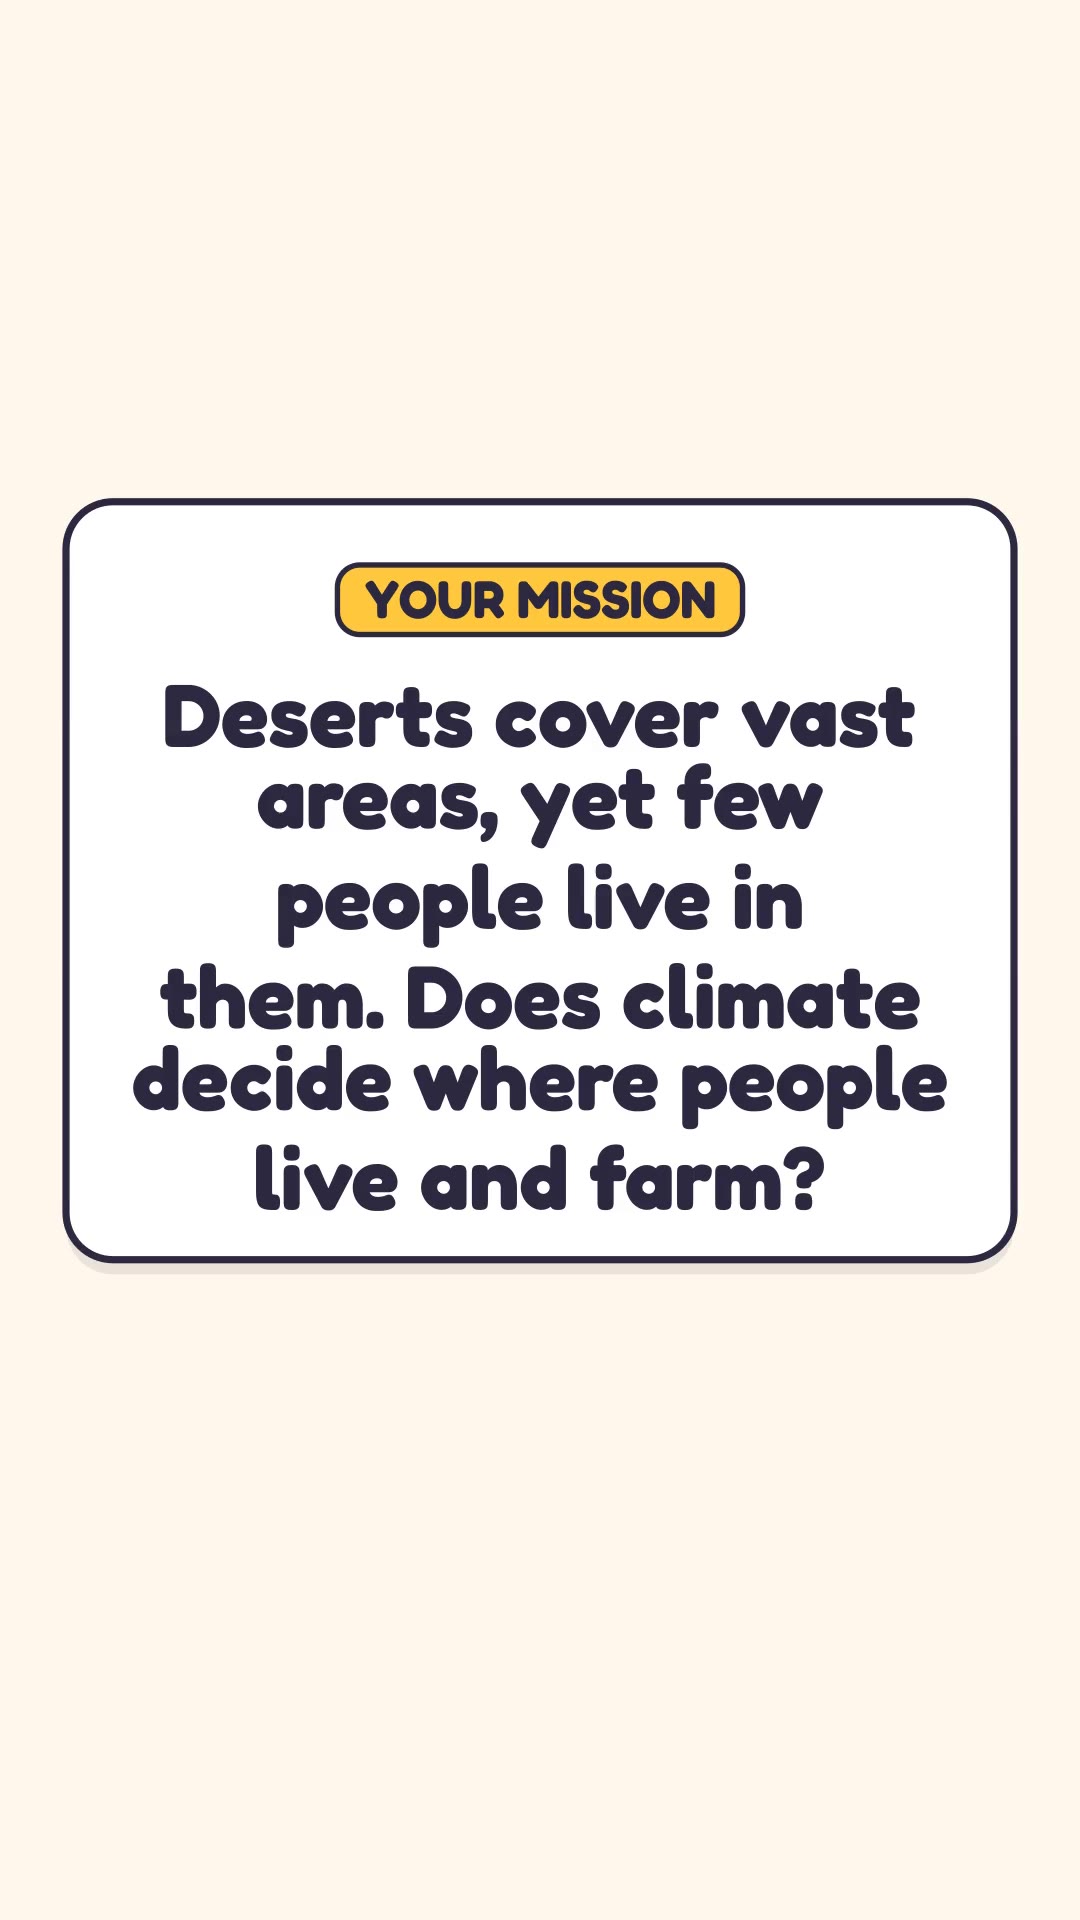 YOUR MISSION
Deserts cover vast
areas, yet few
people live in
them. Does climate
decide where people
live and farm?